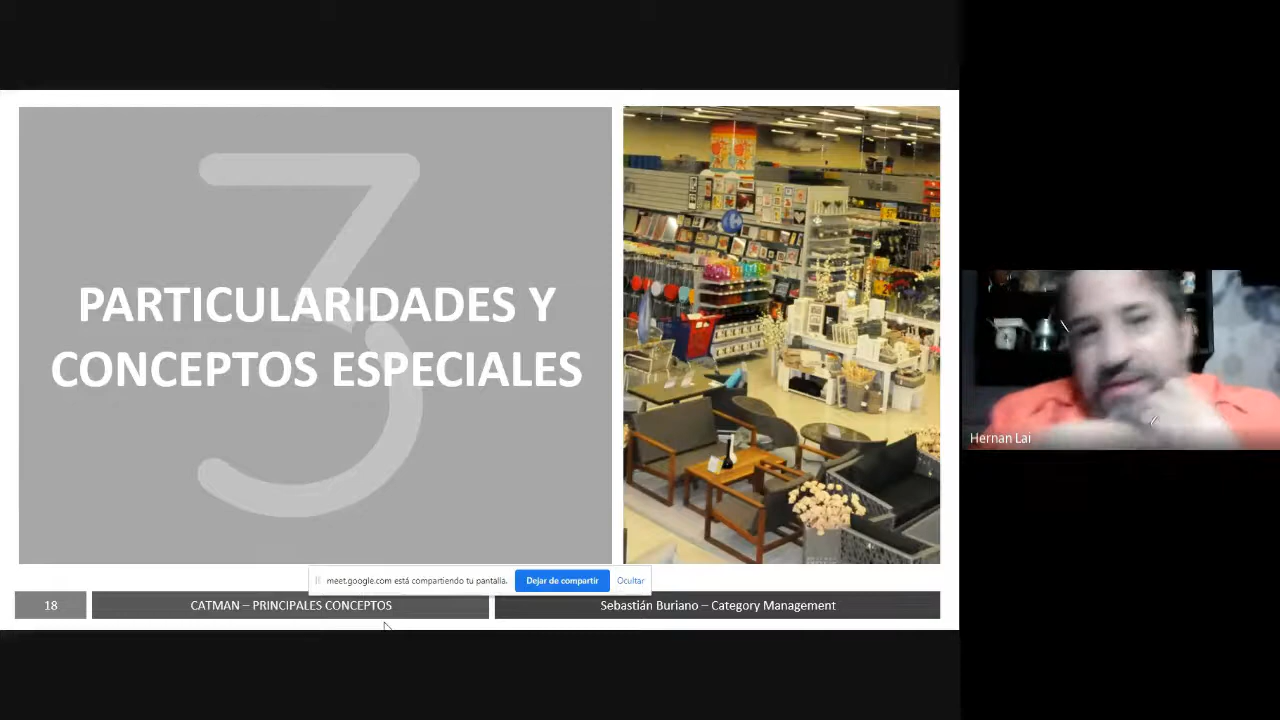 3
PARTICULARIDADES Y
CONCEPTOS ESPECIALES
meet.google.com está compartiendo tu pantalla.
Dejar de compartir
Ocultar
18
CATMAN – PRINCIPALES CONCEPTOS
Sebastián Buriano – Category Management
Hernan Lai